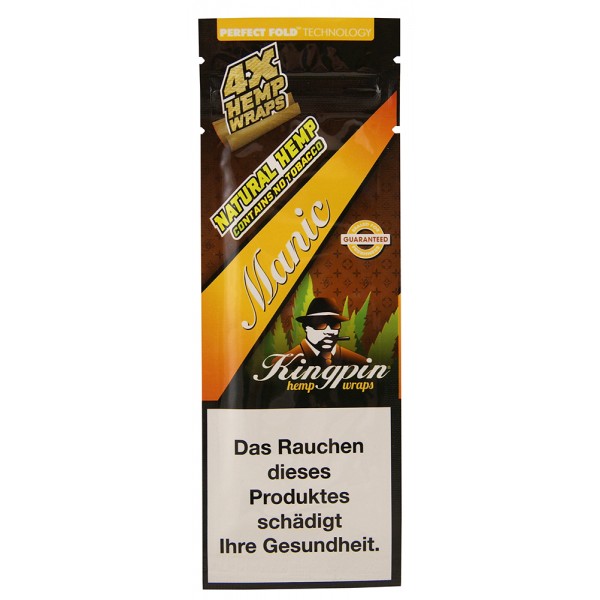 PERFECT FOLD™ TECHNOLOGY
4X
HEMP
WRAPS
NATURAL HEMP
CONTAINS NO TOBACCO
Manic
GUARANTEED
Kingpin®
hemp wraps
Das Rauchen
dieses
Produktes
schädigt
Ihre Gesundheit.